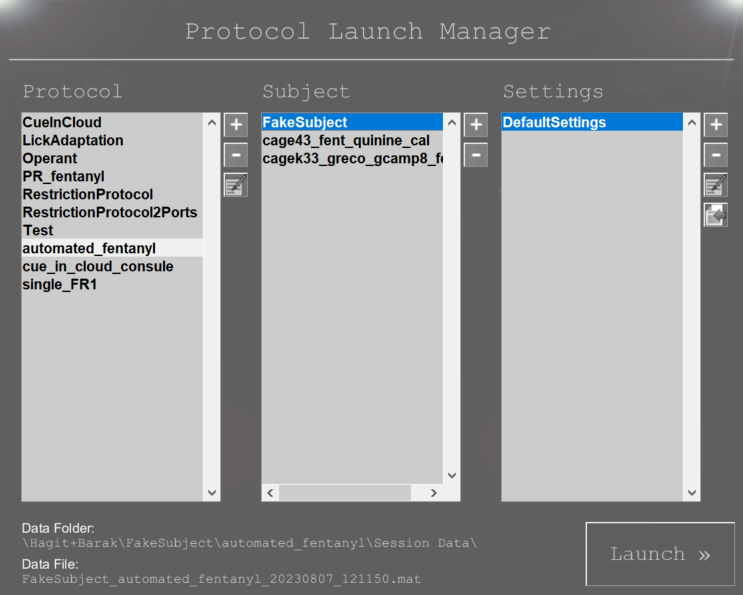 Protocol Launch Manager
Protocol
CueInCloud
LickAdaptation
Operant
PR_fentanyl
RestrictionProtocol
RestrictionProtocol2Ports
Test
automated_fentanyl
cue_in_cloud_consule
single_FR1
Subject
FakeSubject
cage43_fent_quinine_cal
cagek33_greco_gcamp8_f
Settings
DefaultSettings
Data Folder:
\Hagit+Barak\FakeSubject\automated_fentanyl\Session Data\
Data File:
FakeSubject_automated_fentanyl_20230807_121150.mat
Launch »